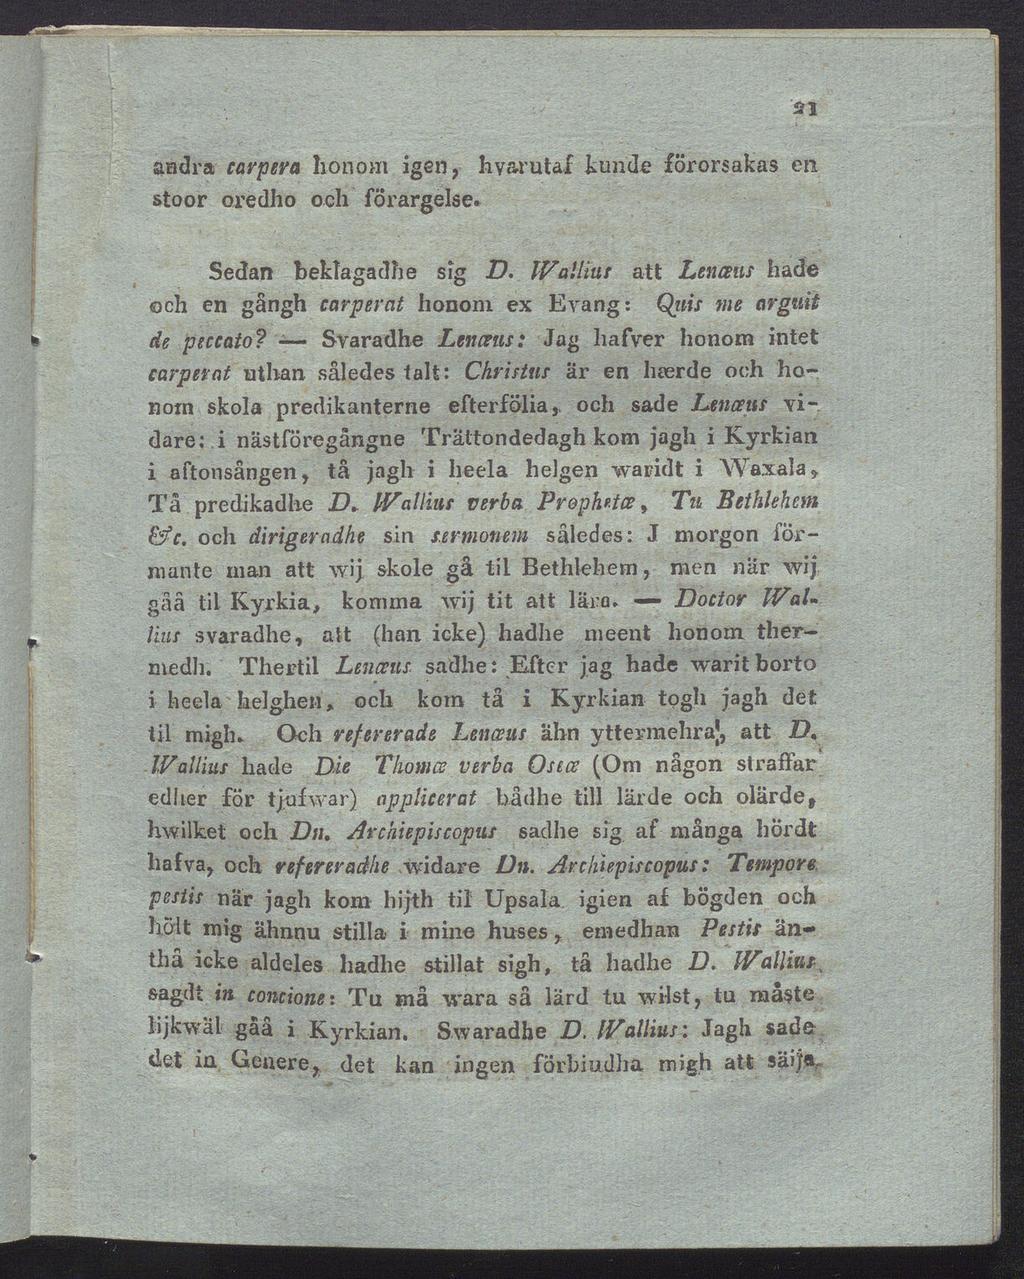 21
andra carpera honom igen, hvarutaf kunde förorsakas en
stoor oredho och förargelse.
Sedan beklagadhe sig D. Wallius att Lenæus hade
och en gångh carperat honom ex Evang: Quis me arguit
de peccato? — Svaradhe Lenæus: Jag hafver honom intet
carperat uthan således talt: Christus är en hærde och ho-
nom skola predikanterne efterfölia, och sade Lenæus vi-
dare: i nästföregångne Trättondedagh kom jagh i Kyrkian
i aftonsången, tå jagh i heela helgen waridt i Waxala,
Tå predikadhe D. Wallius verba Prophetæ, Tu Bethlehem
&c. och dirigeradhe sin sermonem således: J morgon för-
mante man att wij skole gå til Bethlehem, men när wij
gåå til Kyrkia, komma wij tit att lära. — Doctor Wal-
lius svaradhe, att (han icke) hadhe meent honom ther-
medh. Thertil Lenæus sadhe: Efter jag hade warit borto
i heela helghen, och kom tå i Kyrkian togh jagh det
til migh. Och refererade Lenæus ähn yttermehra, att D.
Wallius hade Die Thomæ verba Oseæ (Om någon straffar
edher för tjufwar) applicerat bådhe till lärde och olärde,
hwilket och Dn. Archiepiscopus sadhe sig af många hördt
hafva, och refereradhe widare Dn. Archiepiscopus: Tempore
pestis när jagh kom hijth til Upsala igien af bögden och
hölt mig ähnnu stilla i mine huses, emedhan Pestis än-
thå icke aldeles hadhe stillat sigh, tå hadhe D. Wallius
sagdt in concione: Tu må wara så lärd tu wilst, tu måste
lijkwäl gåå i Kyrkian. Swaradhe D. Wallius: Jagh sade
det in Genere, det kan ingen förbiudha migh att säija.